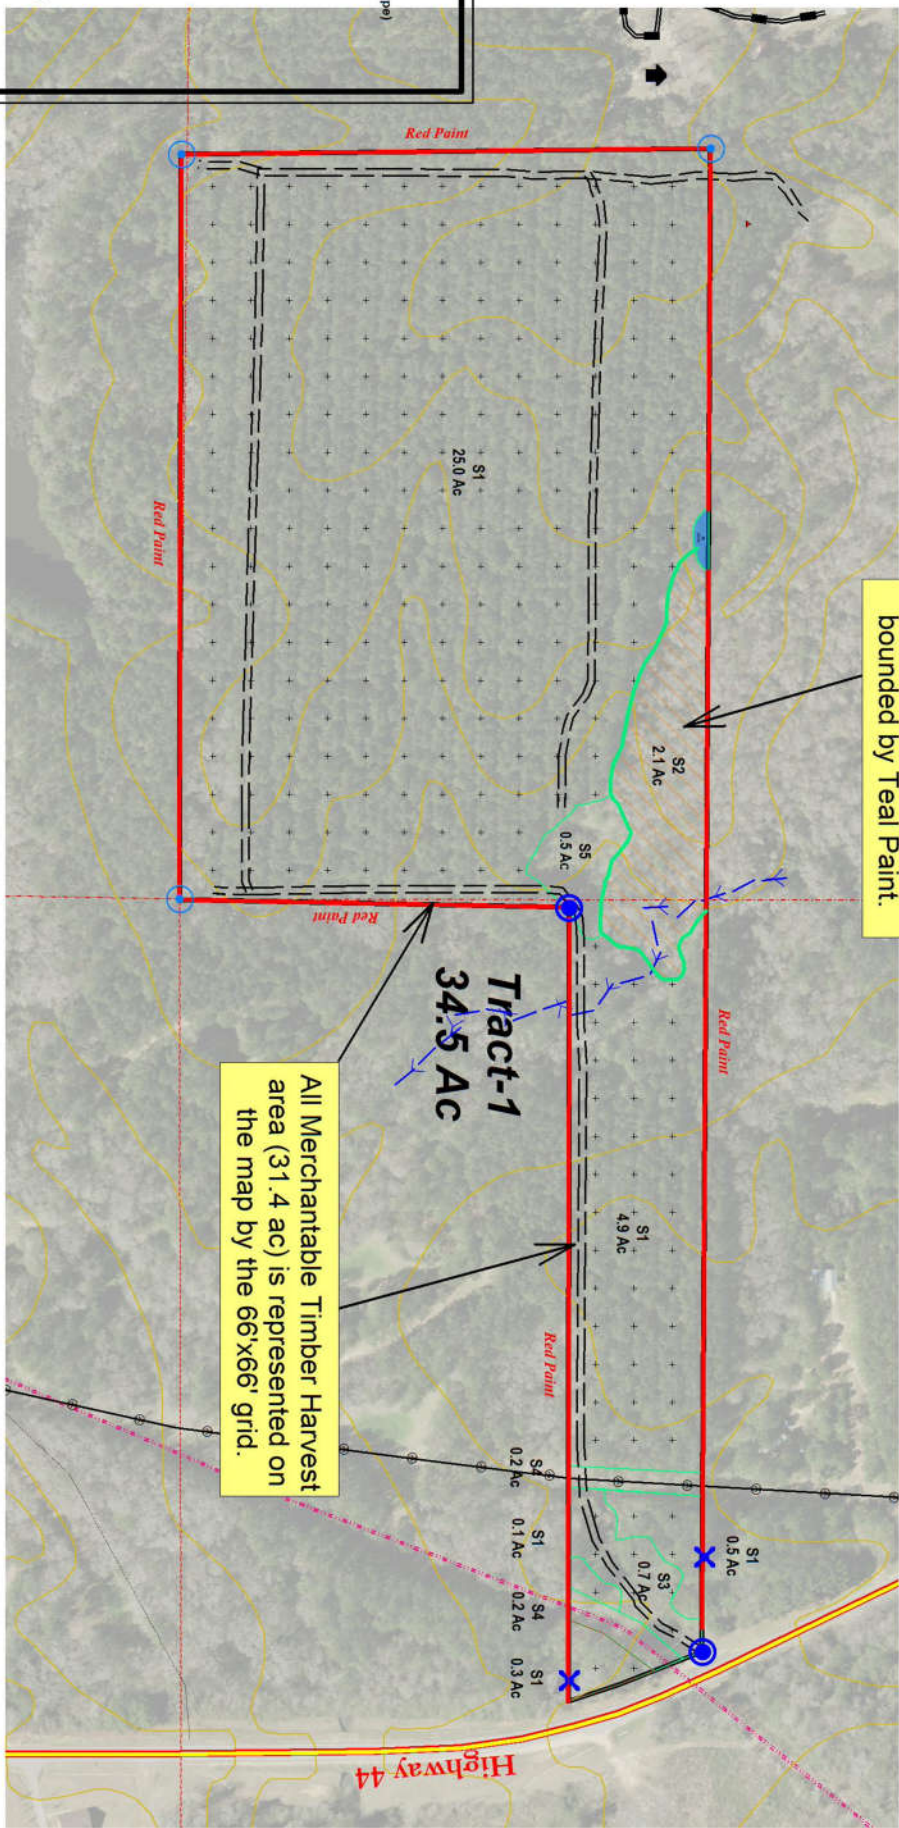 pe)
Red Paint
bounded by Teal Paint.
S1
25.0 Ac
Red Paint
S2
2.1 Ac
S5
0.5 Ac
Red Paint
Red Paint
Tract-1
34.5 Ac
All Merchantable Timber Harvest
area (31.4 ac) is represented on
the map by the 66'x66' grid.
S1
4.9 Ac
Red Paint
S4
0.2 Ac
S1
0.1 Ac
S4
0.2 Ac
S1
0.3 Ac
S3
0.7 Ac
S1
0.5 Ac
Highway 44